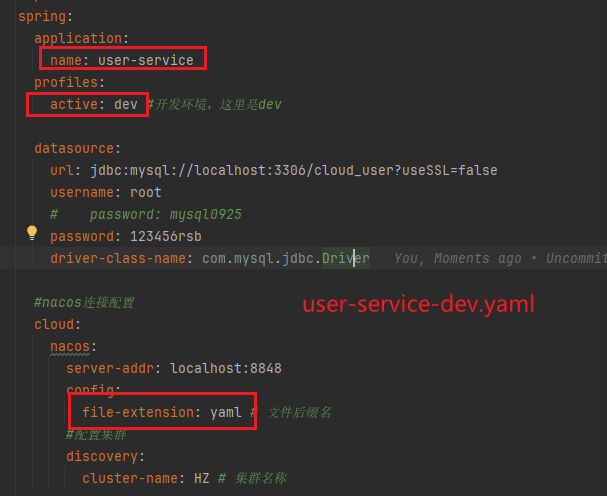 spring:
application:
name: user-service
profiles:
active: dev #开发环境，这里是dev
datasource:
url: jdbc:mysql://localhost:3306/cloud_user?useSSL=false
username: root
# password: mysql0925
password: 123456rsb
driver-class-name: com.mysql.jdbc.Driver You, Moments ago • Uncommit
#nacos连接配置
user-service-dev.yaml
cloud:
nacos:
server-addr: localhost:8848
config:
file-extension: yaml # 文件后缀名
#配置集群
discovery:
cluster-name: HZ # 集群名称